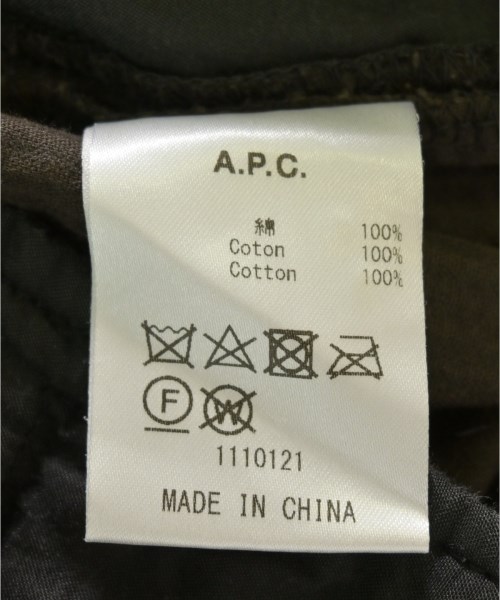 A.P.C.
綿 100%
Coton 100%
Cotton 100%
F W
1110121
MADE IN CHINA